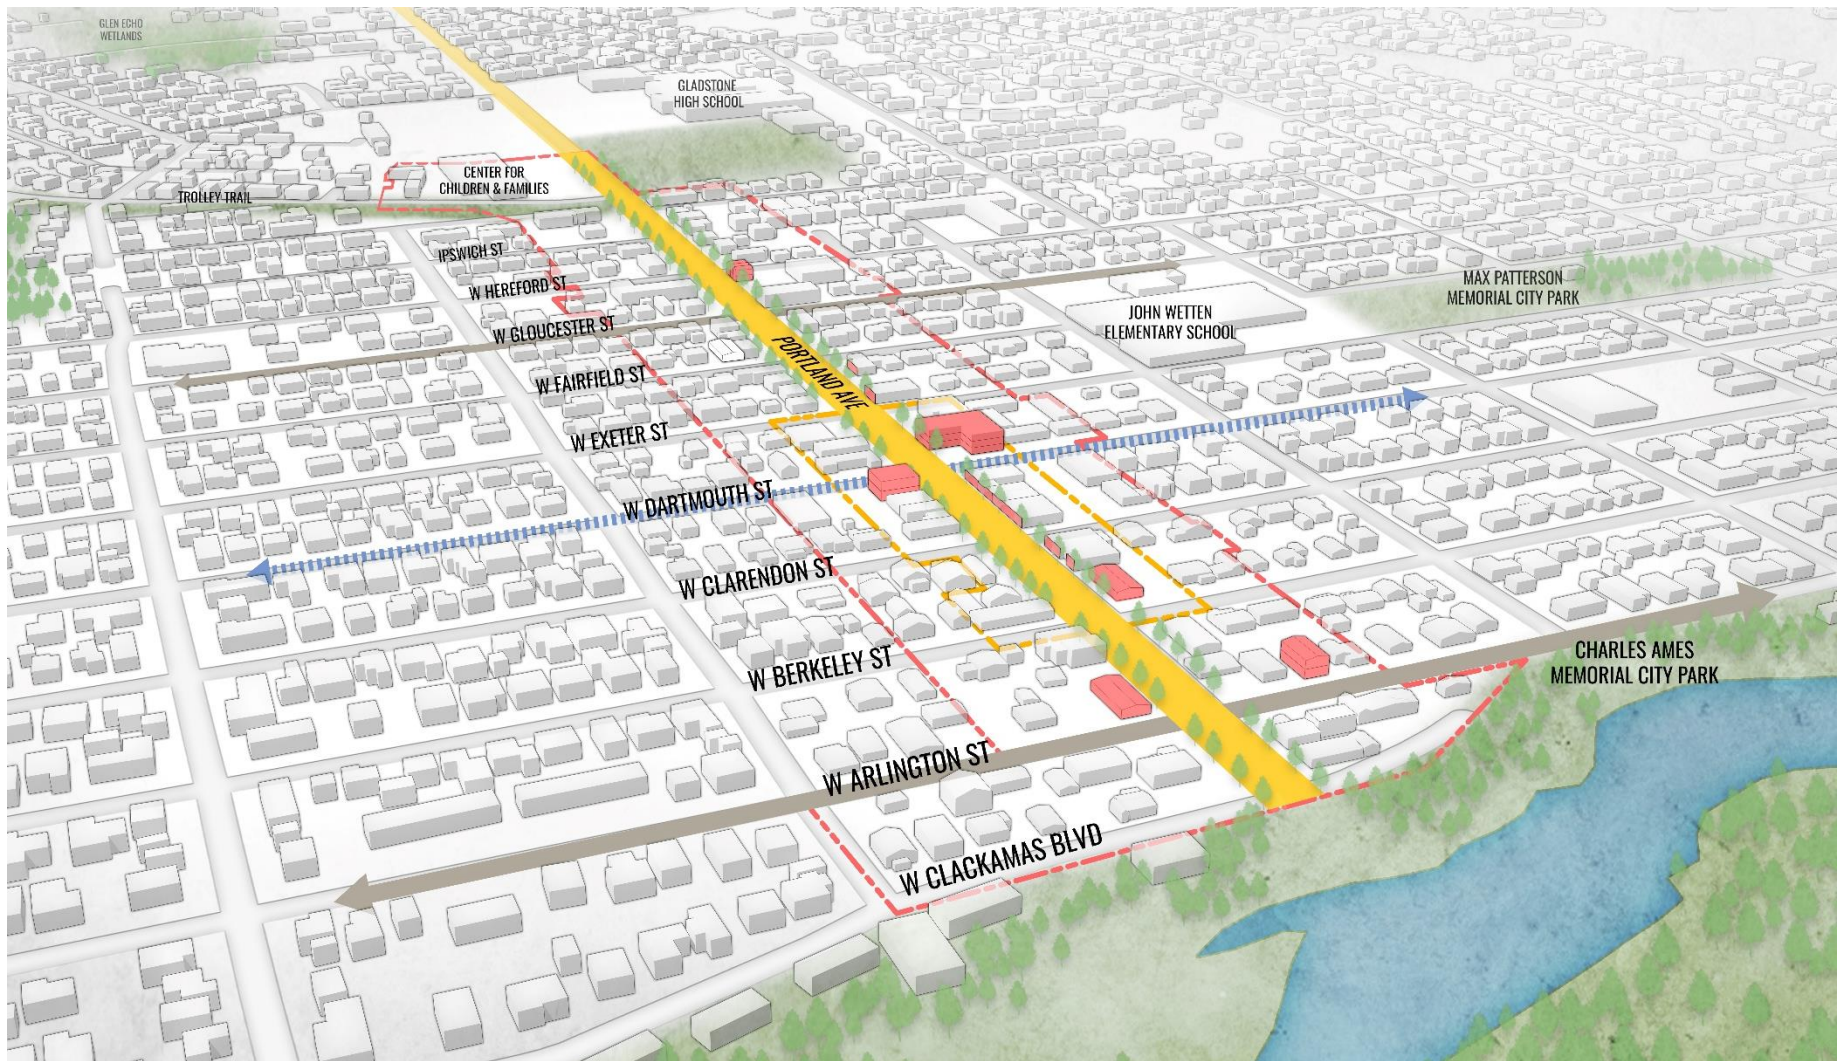 GLEN ECHO
WETLANDS
GLADSTONE
HIGH SCHOOL
CENTER FOR
CHILDREN & FAMILIES
TROLLEY TRAIL
IPSWICH ST
W HEREFORD ST
W GLOUCESTER ST
W FAIRFIELD ST
W EXETER ST
W DARTMOUTH ST
W CLARENDON ST
W BERKELEY ST
W ARLINGTON ST
W CLACKAMAS BLVD
PORTLAND AVE
JOHN WETTEN
ELEMENTARY SCHOOL
MAX PATTERSON
MEMORIAL CITY PARK
CHARLES AMES
MEMORIAL CITY PARK